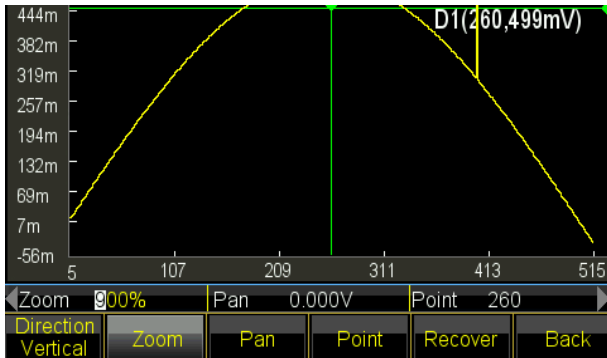 444m
D1(260,499mV)
382m
319m
257m
194m
132m
69m
7m
-56m
5 107 209 311 413 515
Zoom 900% Pan 0.000V Point 260
Direction Vertical Zoom Pan Point Recover Back